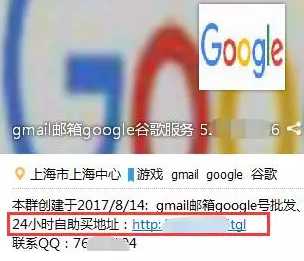 Google
gmail邮箱google谷歌服务 5. 6
上海市上海中心 游戏 gmail google 谷歌
本群创建于2017/8/14: gmail邮箱google号批发、
24小时自助买地址: http: tgl
联系QQ: 76 24